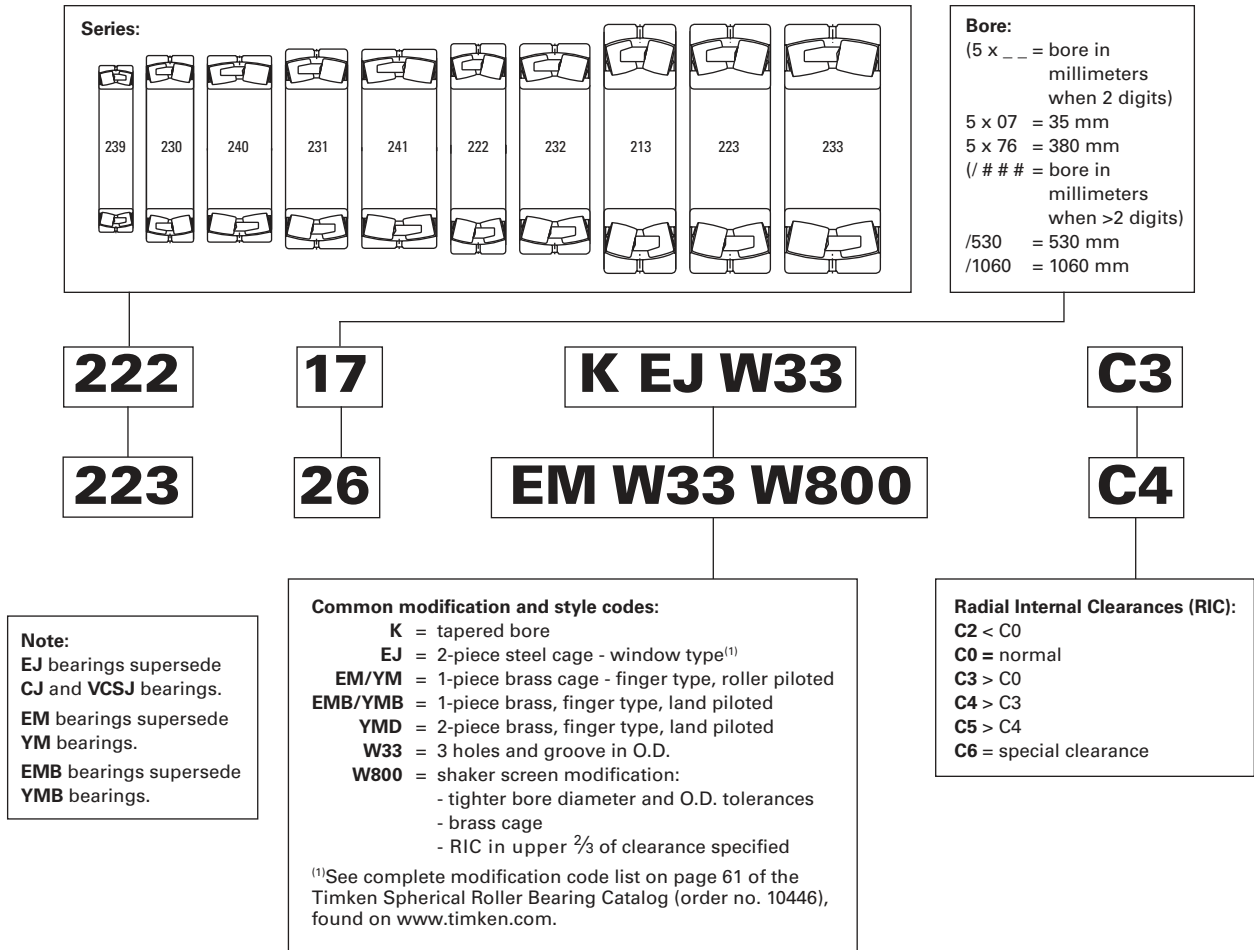 Series:
239
230
240
231
241
222
232
213
223
233
Bore:
(5 x _ _ = bore in
millimeters
when 2 digits)
5 x 07 = 35 mm
5 x 76 = 380 mm
(/ # # # = bore in
millimeters
when >2 digits)
/530 = 530 mm
/1060 = 1060 mm
222
17
K EJ W33
C3
223
26
EM W33 W800
C4
Note:
EJ bearings supersede
CJ and VCSJ bearings.
EM bearings supersede
YM bearings.
EMB bearings supersede
YMB bearings.
Common modification and style codes:
K = tapered bore
EJ = 2-piece steel cage - window type(1)
EM/YM = 1-piece brass cage - finger type, roller piloted
EMB/YMB = 1-piece brass, finger type, land piloted
YMD = 2-piece brass, finger type, land piloted
W33 = 3 holes and groove in O.D.
W800 = shaker screen modification:
- tighter bore diameter and O.D. tolerances
- brass cage
- RIC in upper 2/3 of clearance specified
(1)See complete modification code list on page 61 of the
Timken Spherical Roller Bearing Catalog (order no. 10446),
found on www.timken.com.
Radial Internal Clearances (RIC):
C2 < C0
C0 = normal
C3 > C0
C4 > C3
C5 > C4
C6 = special clearance